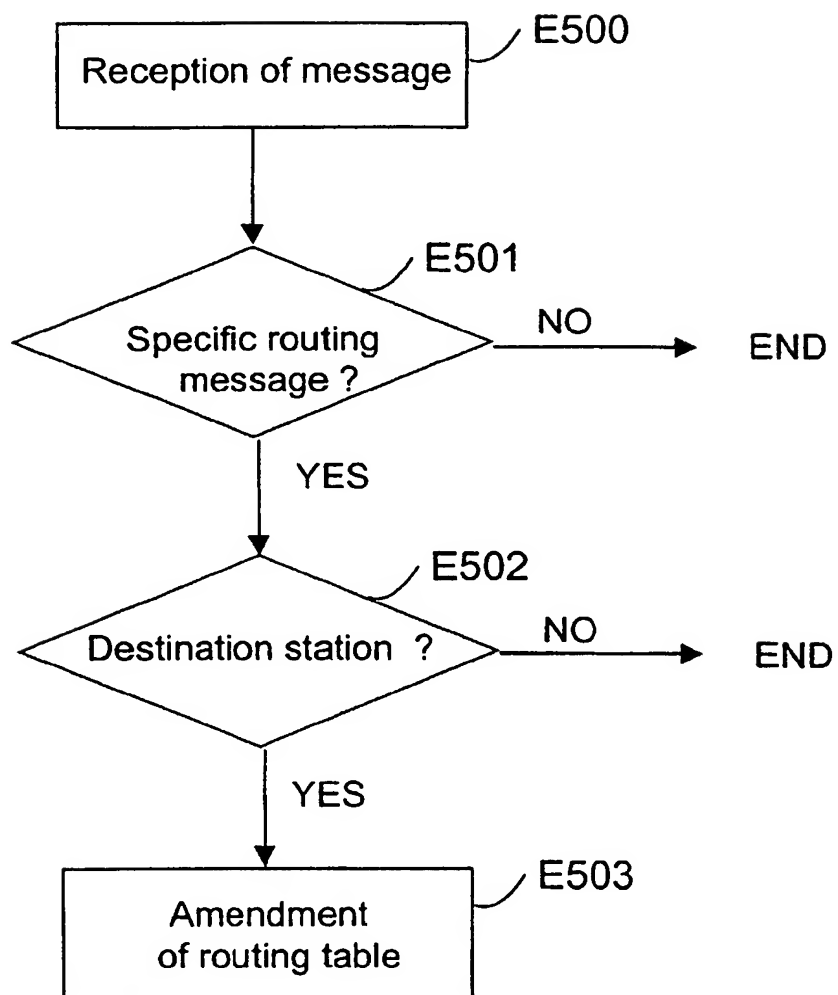 E500
Reception of message
E501
Specific routing
message ?
NO
END
YES
E502
Destination station ?
NO
END
YES
E503
Amendment
of routing table